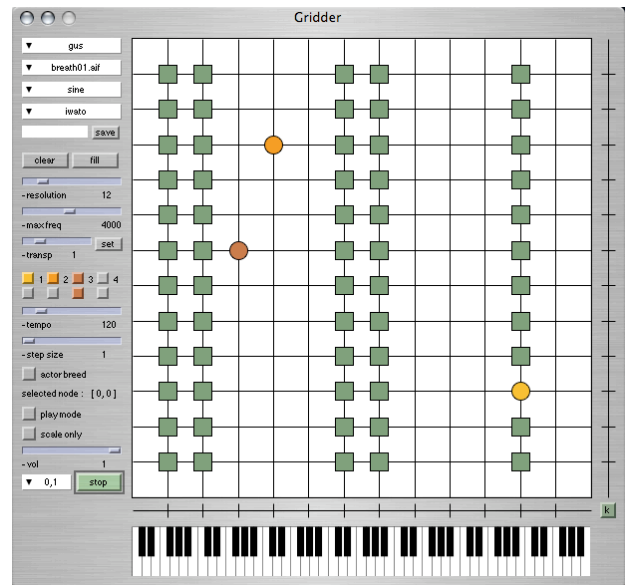 Gridder
▼ gus
▼ breath01.aif
▼ sine
▼ iwato
save
clear fill
-resolution 12
-maxfreq 4000
set
-transp 1
1 2 3 4
-tempo 120
-step size 1
actor breed
selected node : [0,0]
play mode
scale only
-vol 1
▼ 0,1 stop
k